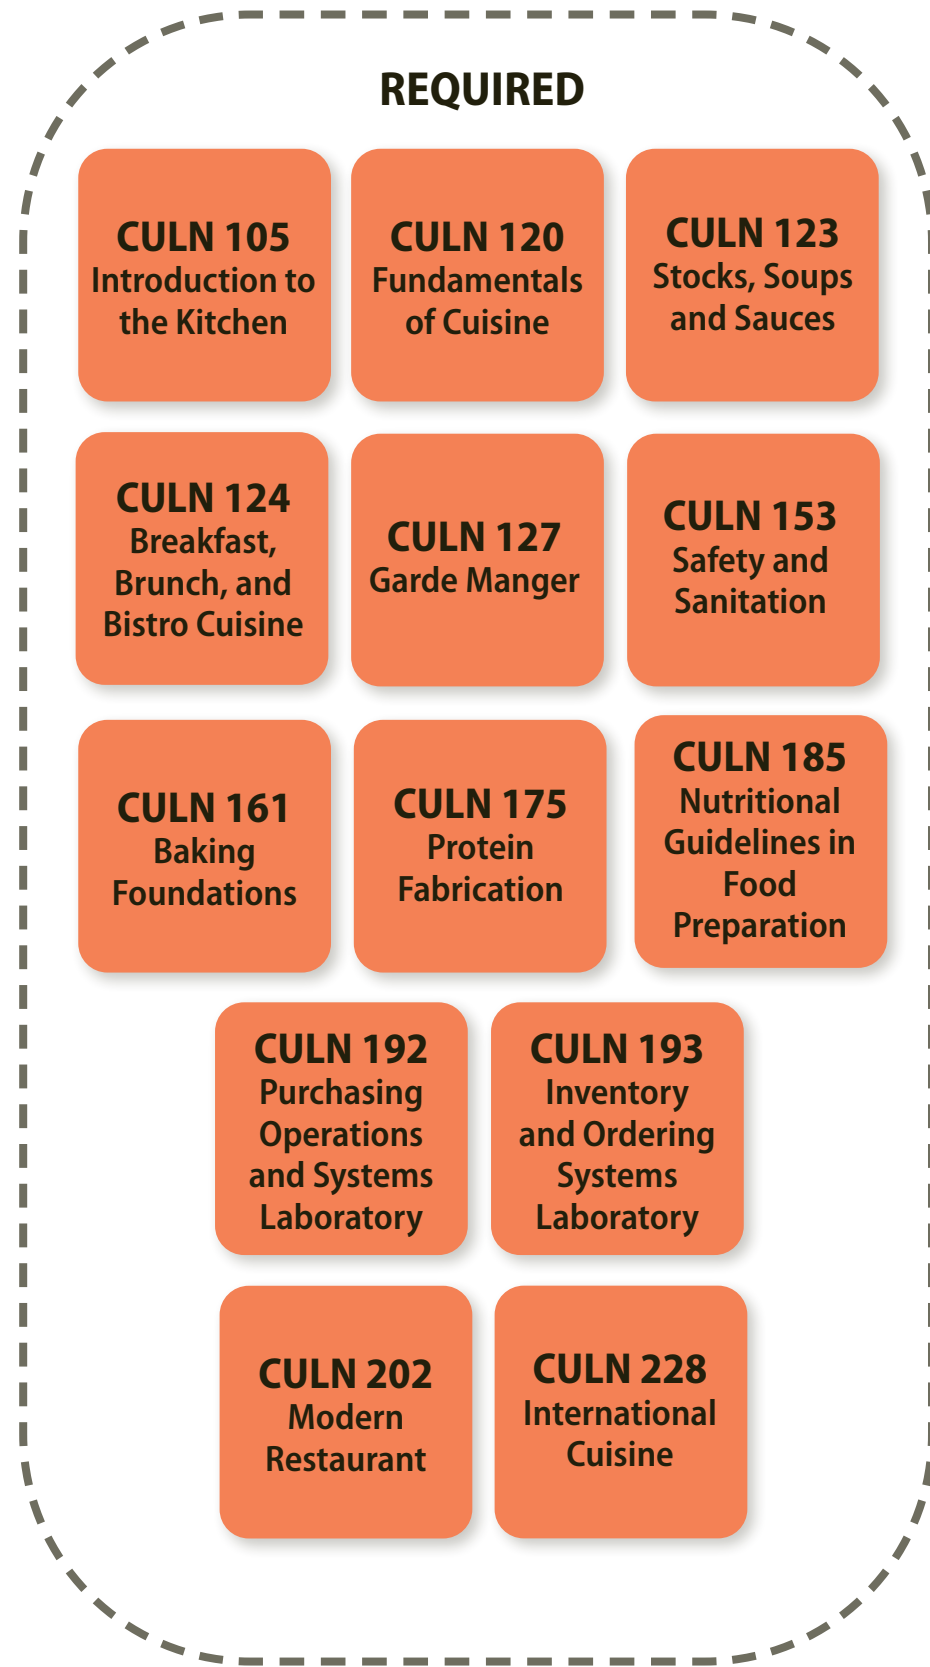 REQUIRED
CULN 105
Introduction to
the Kitchen
CULN 120
Fundamentals
of Cuisine
CULN 123
Stocks, Soups
and Sauces
CULN 124
Breakfast,
Brunch, and
Bistro Cuisine
CULN 127
Garde Manger
CULN 153
Safety and
Sanitation
CULN 161
Baking
Foundations
CULN 175
Protein
Fabrication
CULN 185
Nutritional
Guidelines in
Food
Preparation
CULN 192
Purchasing
Operations
and Systems
Laboratory
CULN 193
Inventory
and Ordering
Systems
Laboratory
CULN 202
Modern
Restaurant
CULN 228
International
Cuisine